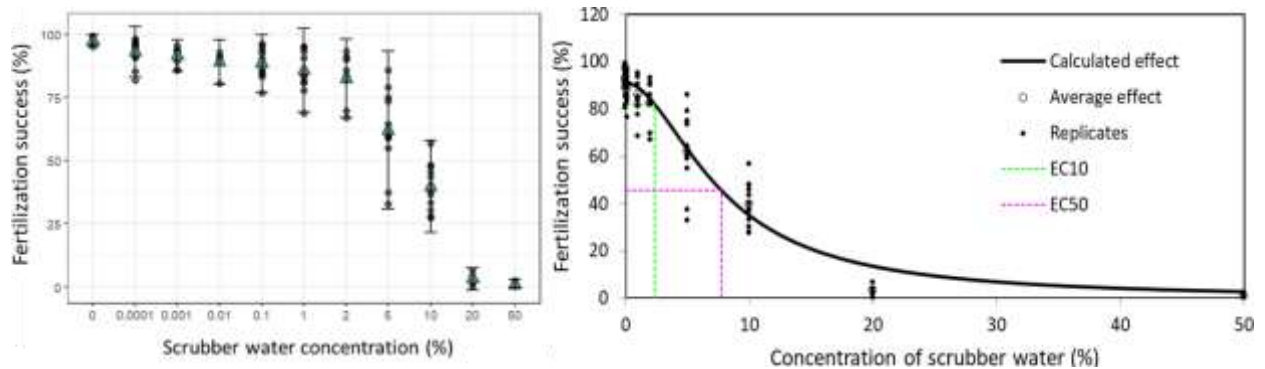 Fertilization success (%)
100
75
50
25
0
0 0.0001 0.001 0.01 0.1 1 2 5 10 20 50
Scrubber water concentration (%)
Fertilization success (%)
120
100
80
60
40
20
0
0 10 20 30 40 50
Concentration of scrubber water (%)
Calculated effect
Average effect
Replicates
EC10
EC50